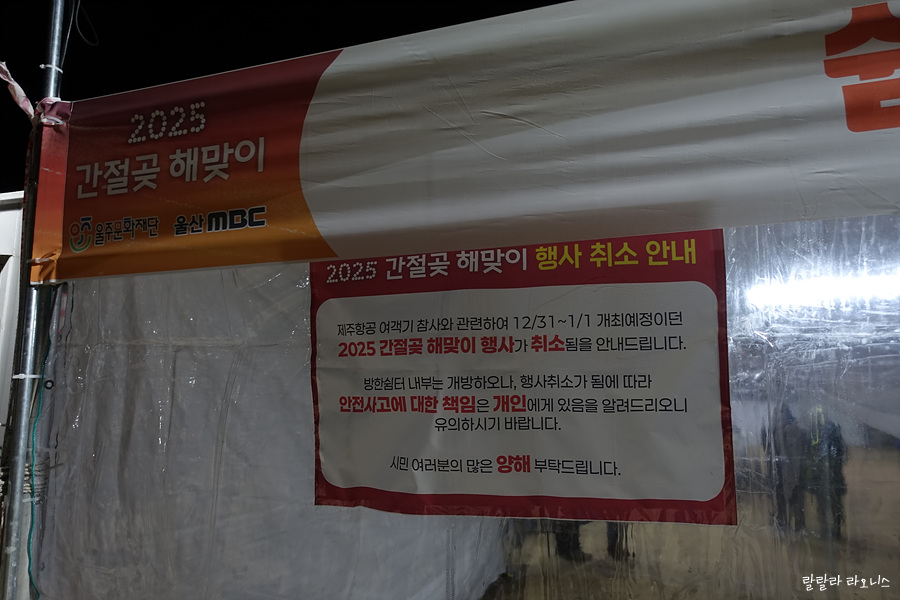 2025
간절곶 해맞이
울주문화재단 울산MBC
2025 간절곶 해맞이 행사 취소 안내
제주항공 여객기 참사와 관련하여 12/31~1/1 개최예정이던
2025 간절곶 해맞이 행사가 취소됨을 안내드립니다.
방한쉼터 내부는 개방하오나, 행사취소가 됨에 따라
안전사고에 대한 책임은 개인에게 있음을 알려드리오니
유의하시기 바랍니다.
시민 여러분의 많은 양해 부탁드립니다.
랄랄라 라오니스